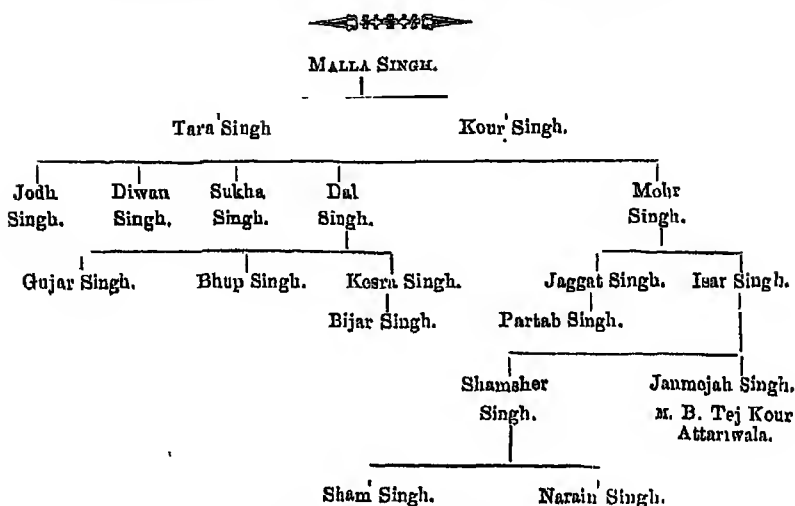 MALLA SINGH.
Tara Singh Kour Singh.
Jodh Diwan Sukha Dal Mohr
Singh. Singh. Singh. Singh. Singh.
Gujar Singh. Bhup Singh. Kesra Singh. Jaggat Singh. Isar Singh.
Bijar Singh. Partab Singh.
Shamsher Janmejah Singh.
Singh. M. B. Tej Kour
Attariwala.
Sham Singh. Narain Singh.